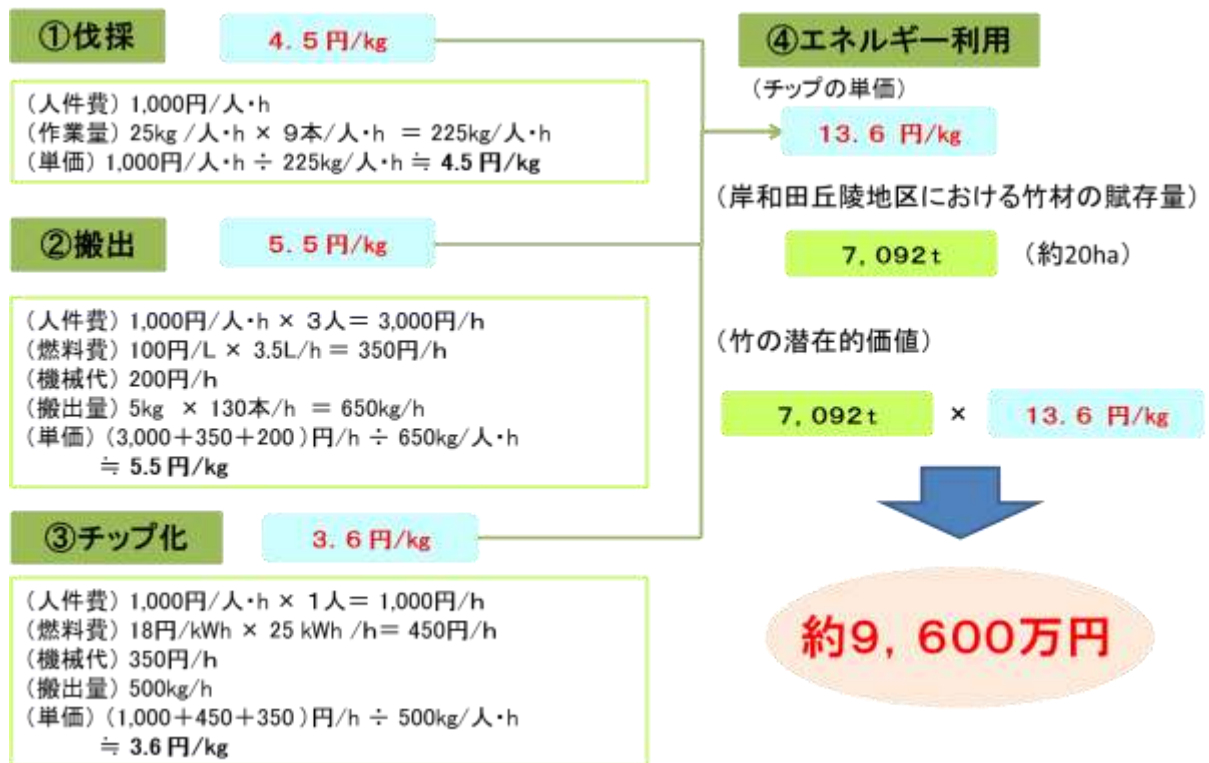 ①伐採
4.5円/kg
(人件費) 1,000円/人・h
(作業量) 25kg /人・h × 9本/人・h = 225kg/人・h
(単価) 1,000円/人・h ÷ 225kg/人・h ≒ 4.5 円/kg
②搬出
5.5円/kg
(人件費) 1,000円/人・h × 3人= 3,000円/h
(燃料費) 100円/L × 3.5L/h = 350円/h
(機械代) 200円/h
(搬出量) 5kg × 130本/h = 650kg/h
(単価) (3,000+350+200)円/h ÷ 650kg/人・h
≒ 5.5 円/kg
③チップ化
3.6円/kg
(人件費) 1,000円/人・h × 1人= 1,000円/h
(燃料費) 18円/kWh × 25 kWh /h= 450円/h
(機械代) 350円/h
(搬出量) 500kg/h
(単価) (1,000+450+350)円/h ÷ 500kg/人・h
≒ 3.6 円/kg
④エネルギー利用
(チップの単価)
13.6 円/kg
(岸和田丘陵地区における竹材の賦存量)
7,092t (約20ha)
(竹の潜在的価値)
7,092t × 13.6 円/kg
約9,600万円